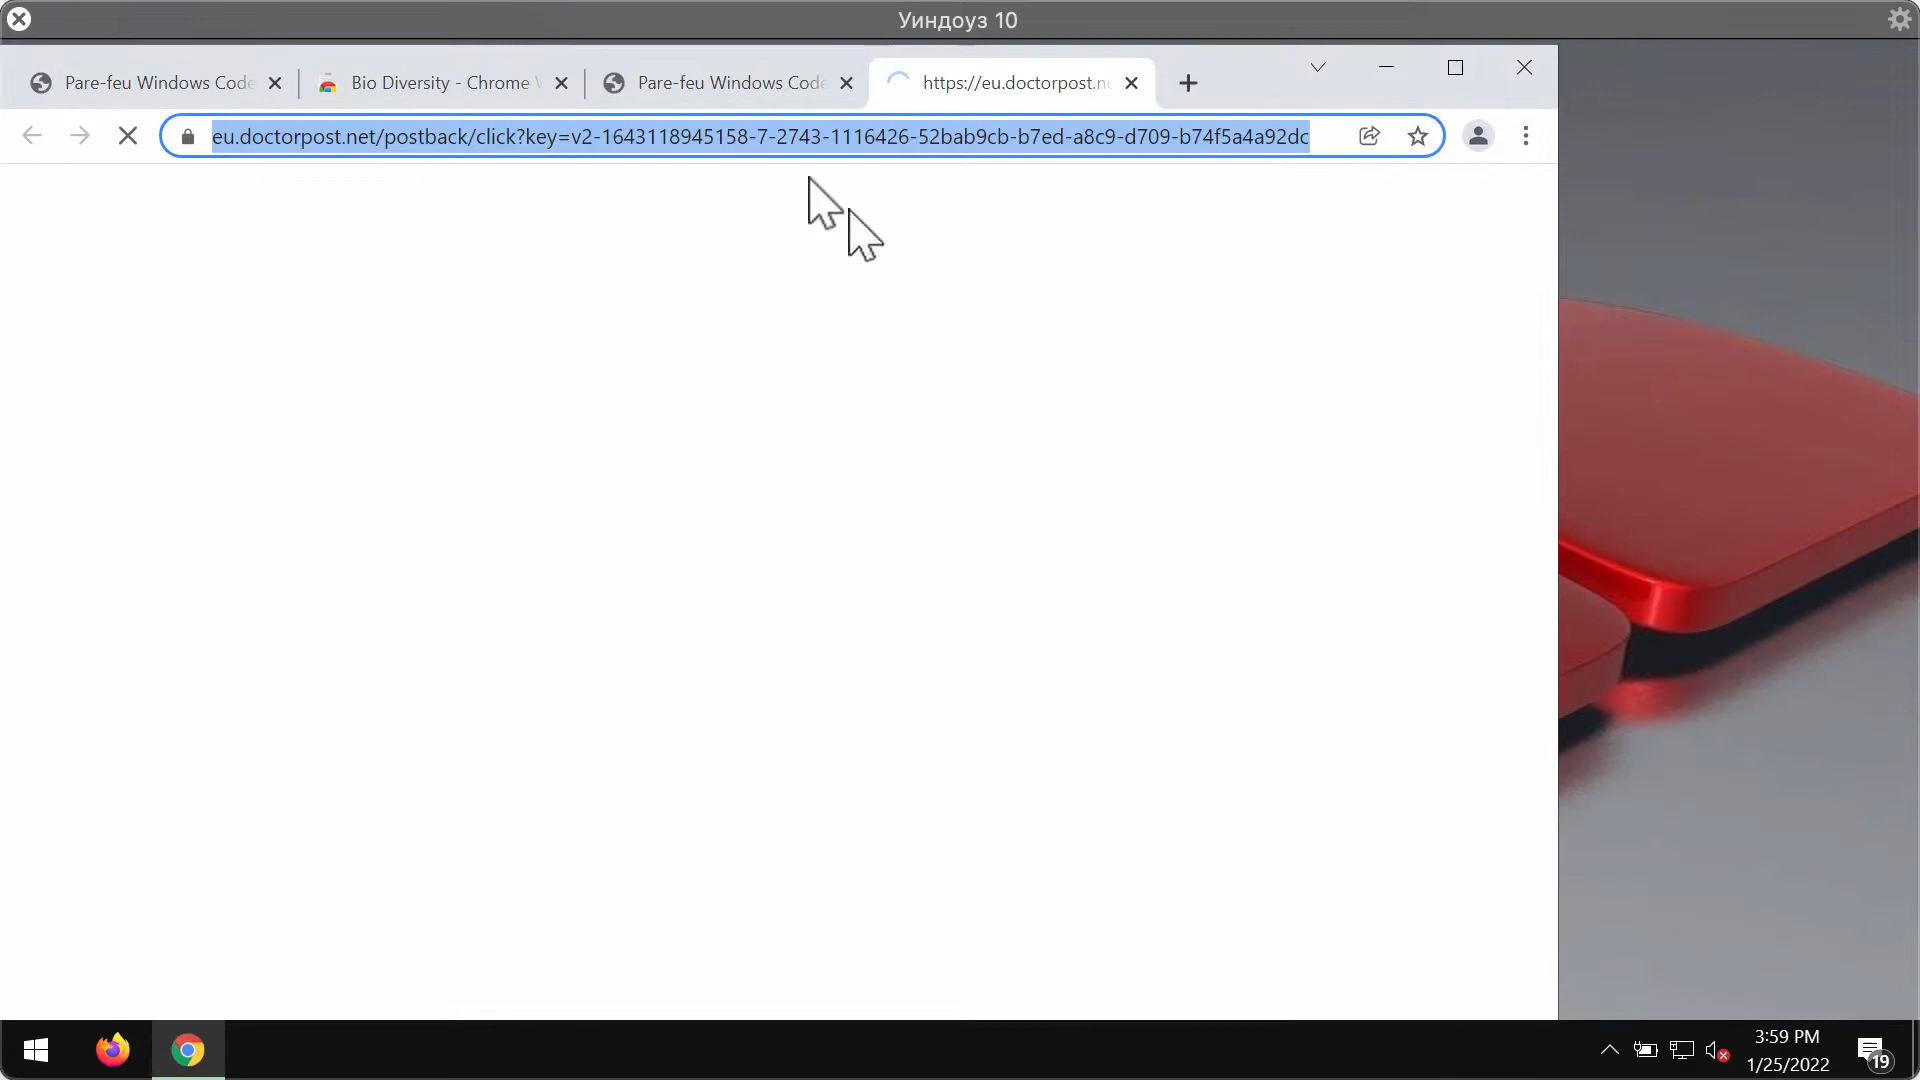 Уиндоуз 10
Pare-feu Windows Code
Bio Diversity - Chrome
Pare-feu Windows Code
https://eu.doctorpost.ne
eu.doctorpost.net/postback/click?key=v2-1643118945158-7-2743-1116426-52bab9cb-b7ed-a8c9-d709-b74f5a4a92dc
3:59 PM
1/25/2022
19